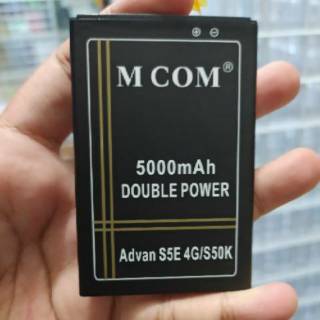 M COM®
5000mAh
DOUBLE POWER
Advan S5E 4G/S50K